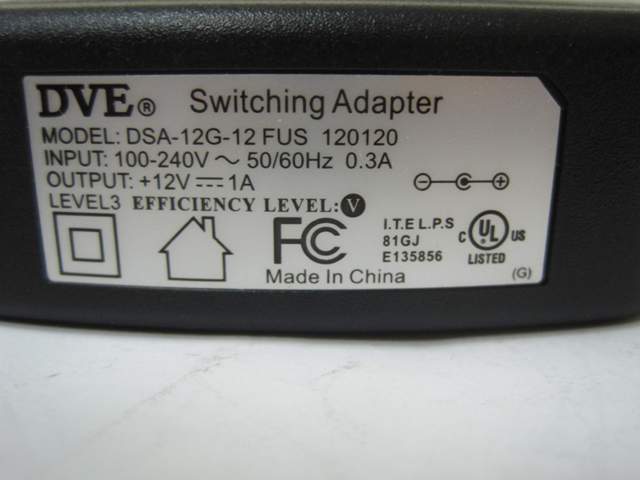 DVE® Switching Adapter
MODEL: DSA-12G-12 FUS 120120
INPUT: 100-240V ~ 50/60Hz 0.3A
OUTPUT: +12V ⎓ 1A
LEVEL3 EFFICIENCY LEVEL: V
FC
I.T.E L.P.S
81GJ
E135856
C UL US
LISTED
Made In China
(G)